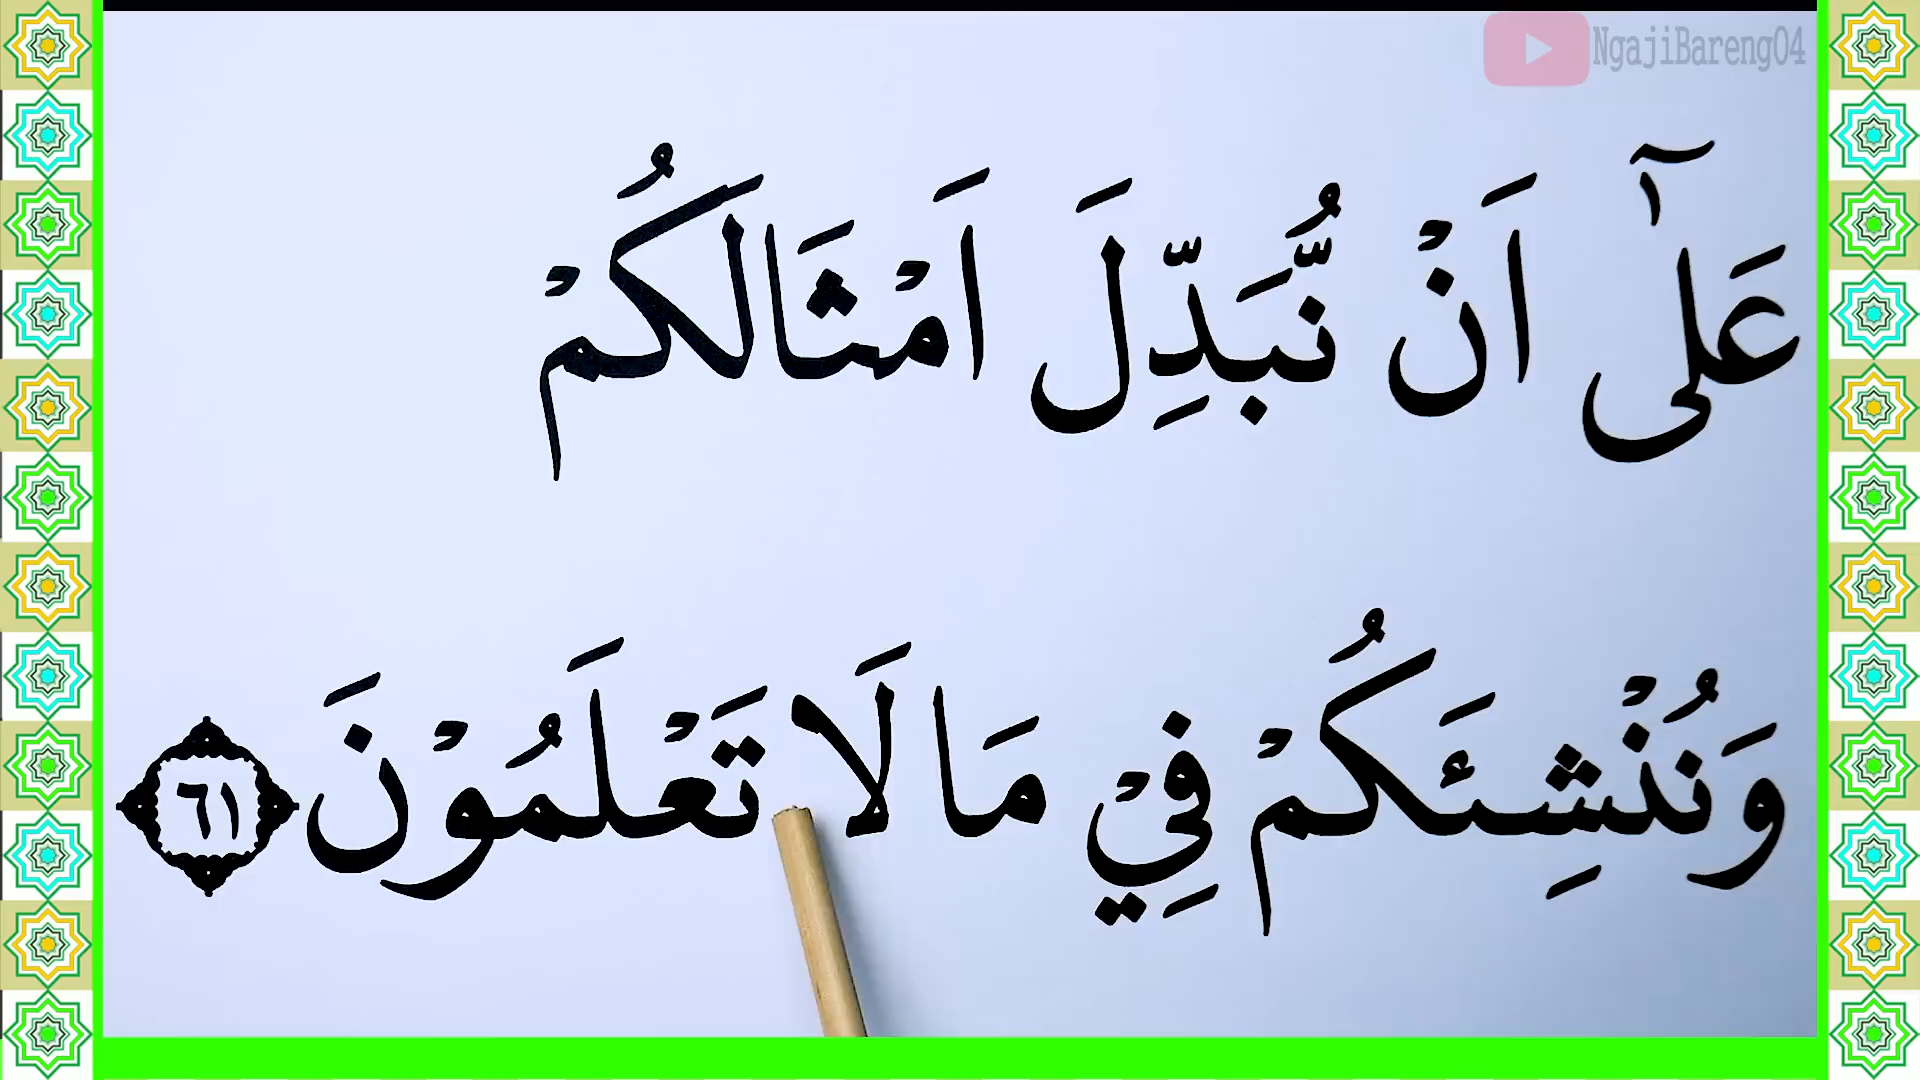 NgajiBareng04
عَلٰٓى اَنْ نُّبَدِّلَ اَمْثَالَكُمْ
وَنُنْشِئَكُمْ فِيْ مَا لَا تَعْلَمُوْنَ ٦١